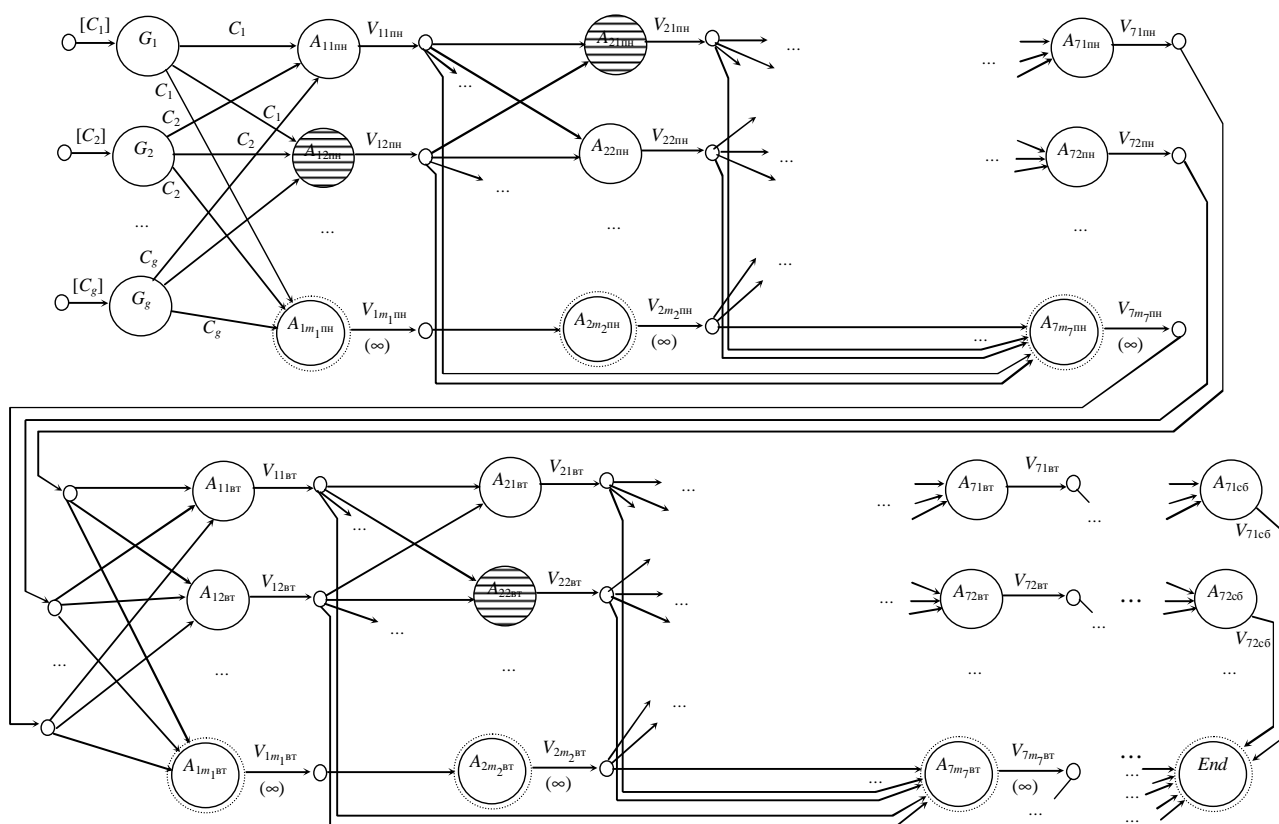 [C1] G1 C1 A11пн V11пн A21пн V21пн ... ... A71пн V71пн
C1 C2 C1 ...
[C2] G2 C2 A12пн V12пн A22пн V22пн ... ... A72пн V72пн
C2 ...
... ... ... ...
[Cg] Gg Cg A1m1пн V1m1пн (∞) A2m2пн V2m2пн (∞) ... ... A7m7пн V7m7пн (∞)
Cg
A11вт V11вт A21вт V21вт ... ... A71вт V71вт ... A71сб V71сб
...
A12вт V12вт A22вт V22вт ... ... A72вт V72вт ... ... A72сб V72сб
...
... ... ... ... ...
A1m1вт V1m1вт (∞) A2m2вт V2m2вт (∞) ... ... A7m7вт V7m7вт (∞) ... ... ... ... ... End